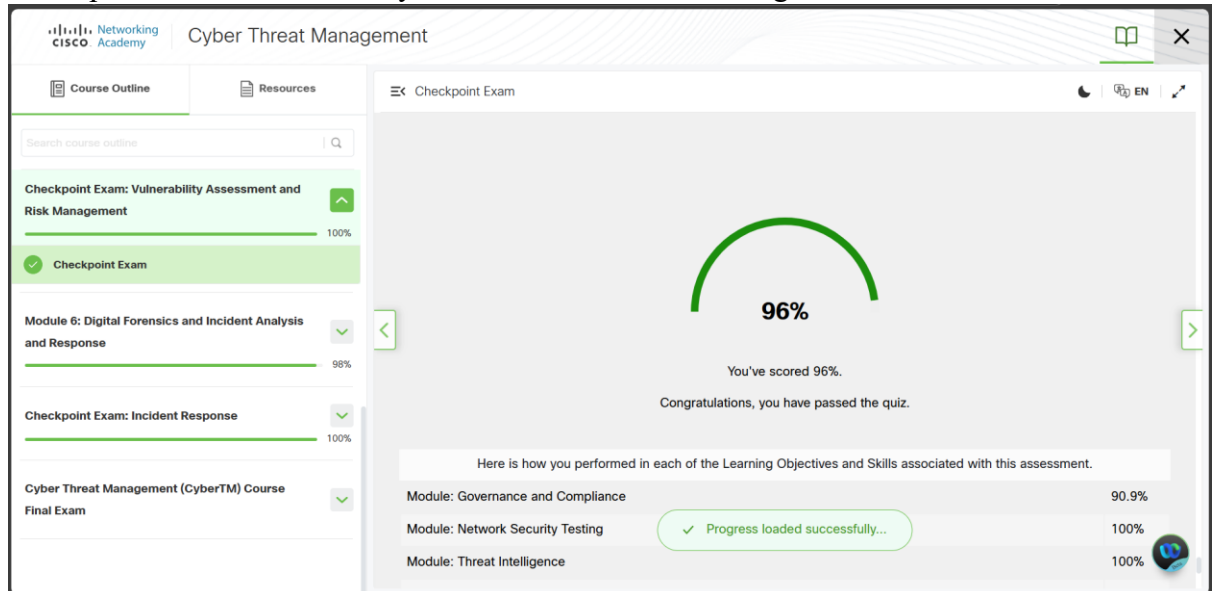 Networking
CISCO Academy
Cyber Threat Management
Course Outline
Resources
Search course outline
Checkpoint Exam: Vulnerability Assessment and
Risk Management
100%
Checkpoint Exam
Module 6: Digital Forensics and Incident Analysis
and Response
98%
Checkpoint Exam: Incident Response
100%
Cyber Threat Management (CyberTM) Course
Final Exam
Checkpoint Exam
EN
96%
You've scored 96%.
Congratulations, you have passed the quiz.
Here is how you performed in each of the Learning Objectives and Skills associated with this assessment.
Module: Governance and Compliance 90.9%
Module: Network Security Testing 100%
Progress loaded successfully...
Module: Threat Intelligence 100%